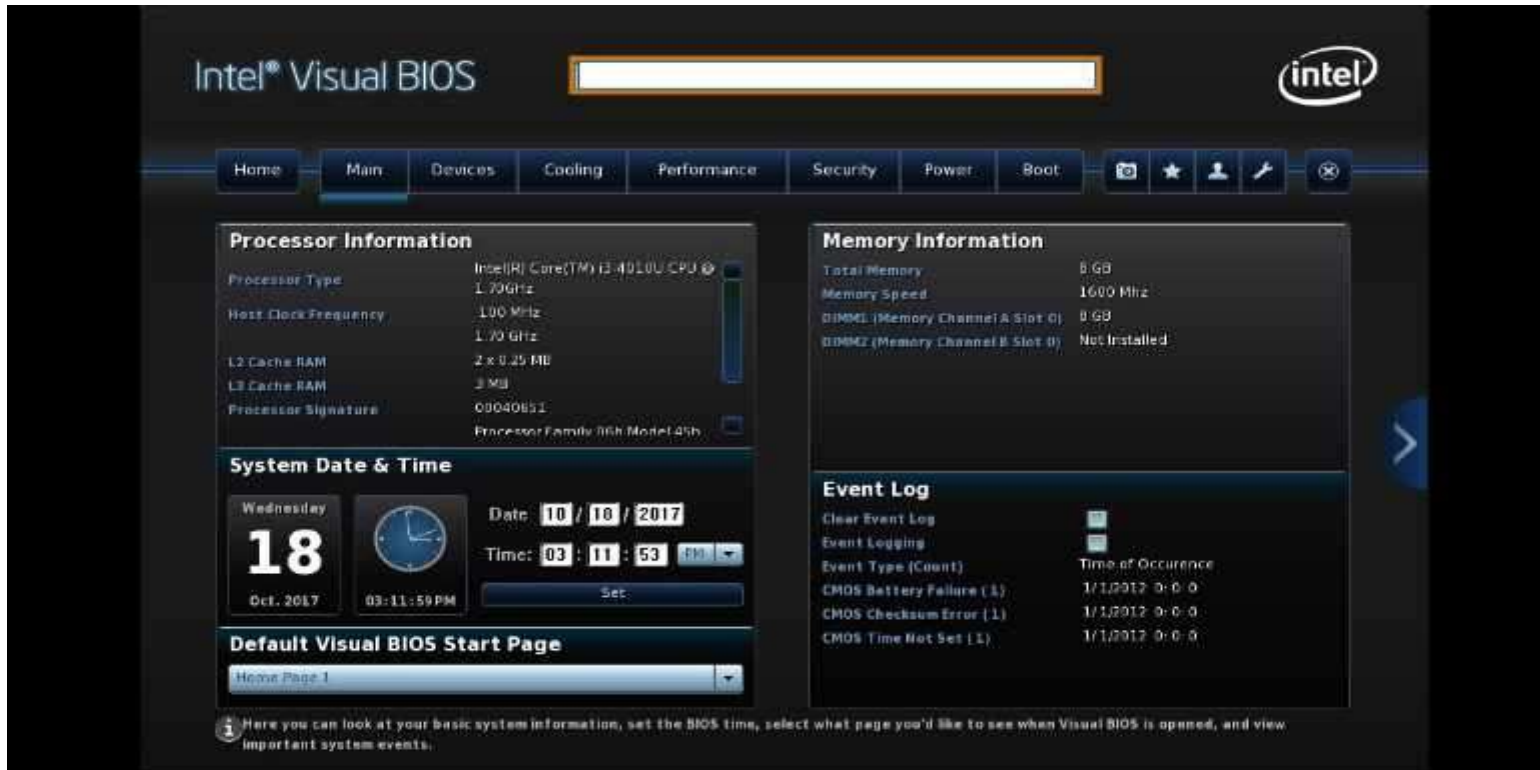 Intel® Visual BIOS
intel
Home Main Devices Cooling Performance Security Power Boot
Processor Information
Processor Type Intel(R) Core(TM) i3-4010U CPU @ 1.70GHz
Host Clock Frequency 100 MHz
1.70 GHz
L2 Cache RAM 2 x 0.25 MB
L3 Cache RAM 3 MB
Processor Signature 00040651
Processor Family 06h Model 45h
System Date & Time
Wednesday
18
Oct. 2017
03:11:59 PM
Date 10 / 18 / 2017
Time: 03 : 11 : 53 PM
Set
Default Visual BIOS Start Page
Home Page 1
Memory Information
Total Memory 8 GB
Memory Speed 1600 Mhz
DIMM1 (Memory Channel A Slot 0) 8 GB
DIMM2 (Memory Channel B Slot 0) Not Installed
Event Log
Clear Event Log
Event Logging
Event Type (Count) Time of Occurence
CMOS Battery Failure (1) 1/1/2012 0:0:0
CMOS Checksum Error (1) 1/1/2012 0:0:0
CMOS Time Not Set (1) 1/1/2012 0:0:0
Here you can look at your basic system information, set the BIOS time, select what page you'd like to see when Visual BIOS is opened, and view
important system events.